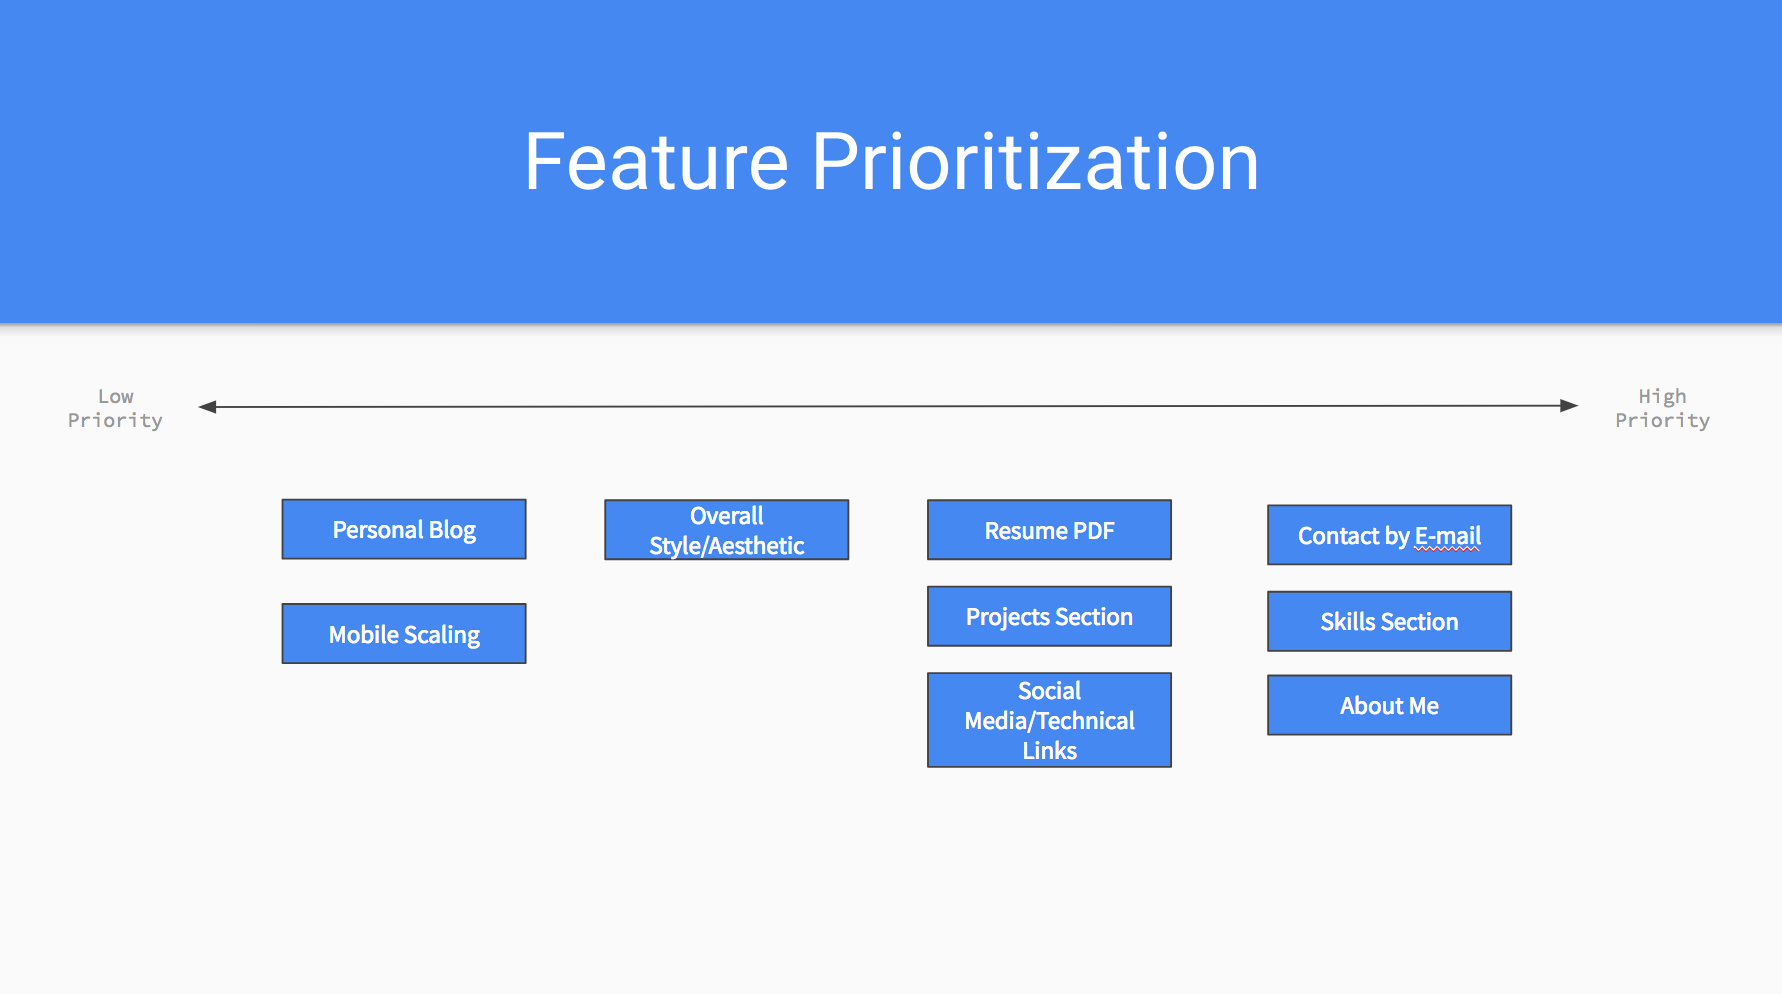 Feature Prioritization
Low
Priority
High
Priority
Personal Blog
Mobile Scaling
Overall
Style/Aesthetic
Resume PDF
Projects Section
Social
Media/Technical
Links
Contact by E-mail
Skills Section
About Me